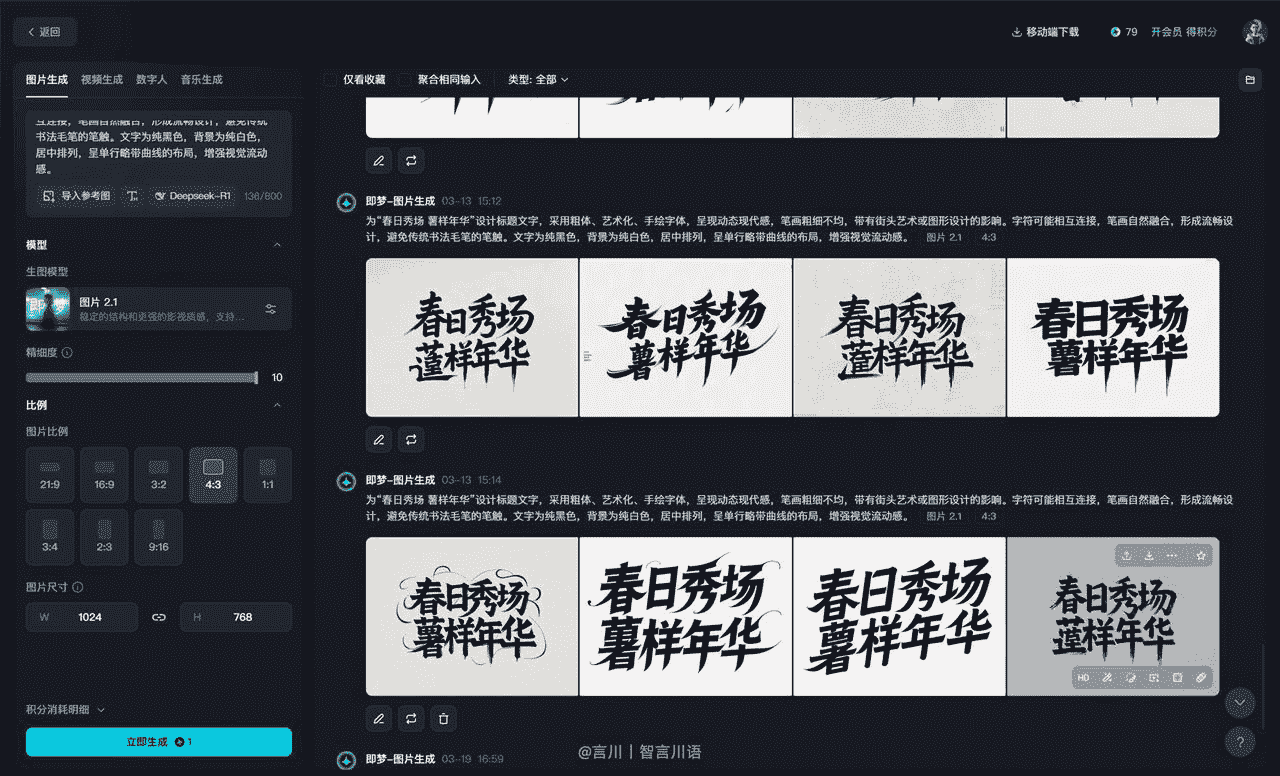 返回
移动端下载
79
开会员 得积分
图片生成 视频生成 数字人 音乐生成
仅看收藏
聚合相同输入
类型: 全部
互连接，笔画自然融合，形成流畅设计，避免传统
书法毛笔的笔触。文字为纯黑色，背景为纯白色，
居中排列，呈单行略带曲线的布局，增强视觉流动
感。
导入参考图
Deepseek-R1
136/800
模型
生图模型
图片 2.1
稳定的结构和更强的影视质感，支持...
精细度
10
比例
图片比例
21:9
16:9
3:2
4:3
1:1
3:4
2:3
9:16
图片尺寸
W 1024
H 768
积分消耗明细
立即生成 1
即梦-图片生成 03-13 15:12
为“春日秀场 薯样年华”设计标题文字，采用粗体、艺术化、手绘字体，呈现动态现代感，笔画粗细不均，带有街头艺术或图形设计的影响。字符可能相互连接，笔画自然融合，形成流畅设
计，避免传统书法毛笔的笔触。文字为纯黑色，背景为纯白色，居中排列，呈单行略带曲线的布局，增强视觉流动感。 图片 2.1 4:3
春日秀场
样年华
春日秀场
薯样年华
春日秀场
样年华
春日秀场
薯样年华
即梦-图片生成 03-13 15:14
为“春日秀场 薯样年华”设计标题文字，采用粗体、艺术化、手绘字体，呈现动态现代感，笔画粗细不均，带有街头艺术或图形设计的影响。字符可能相互连接，笔画自然融合，形成流畅设
计，避免传统书法毛笔的笔触。文字为纯黑色，背景为纯白色，居中排列，呈单行略带曲线的布局，增强视觉流动感。 图片 2.1 4:3
春日秀场
薯样年华
春日秀场
薯样年华
春日秀场
薯样年华
春日秀场
样年华
HD
即梦-图片生成 03-19 16:59
@言川丨智言川语